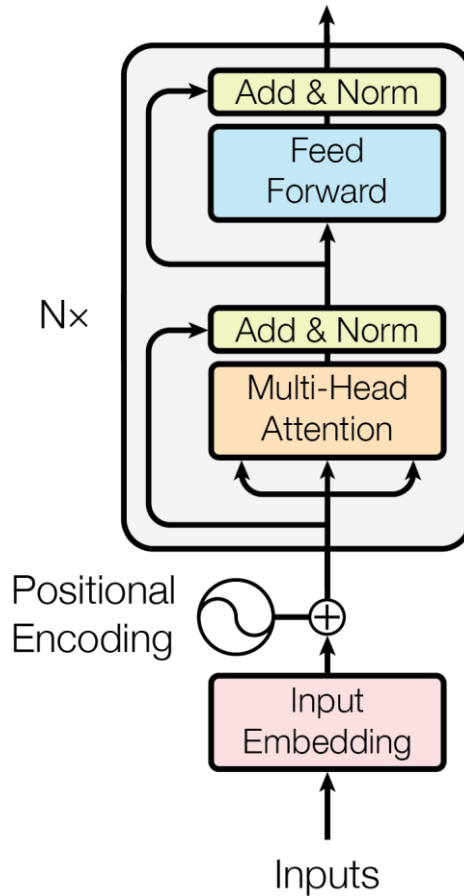 Add & Norm
Feed
Forward
N×
Add & Norm
Multi-Head
Attention
Positional
Encoding
Input
Embedding
Inputs